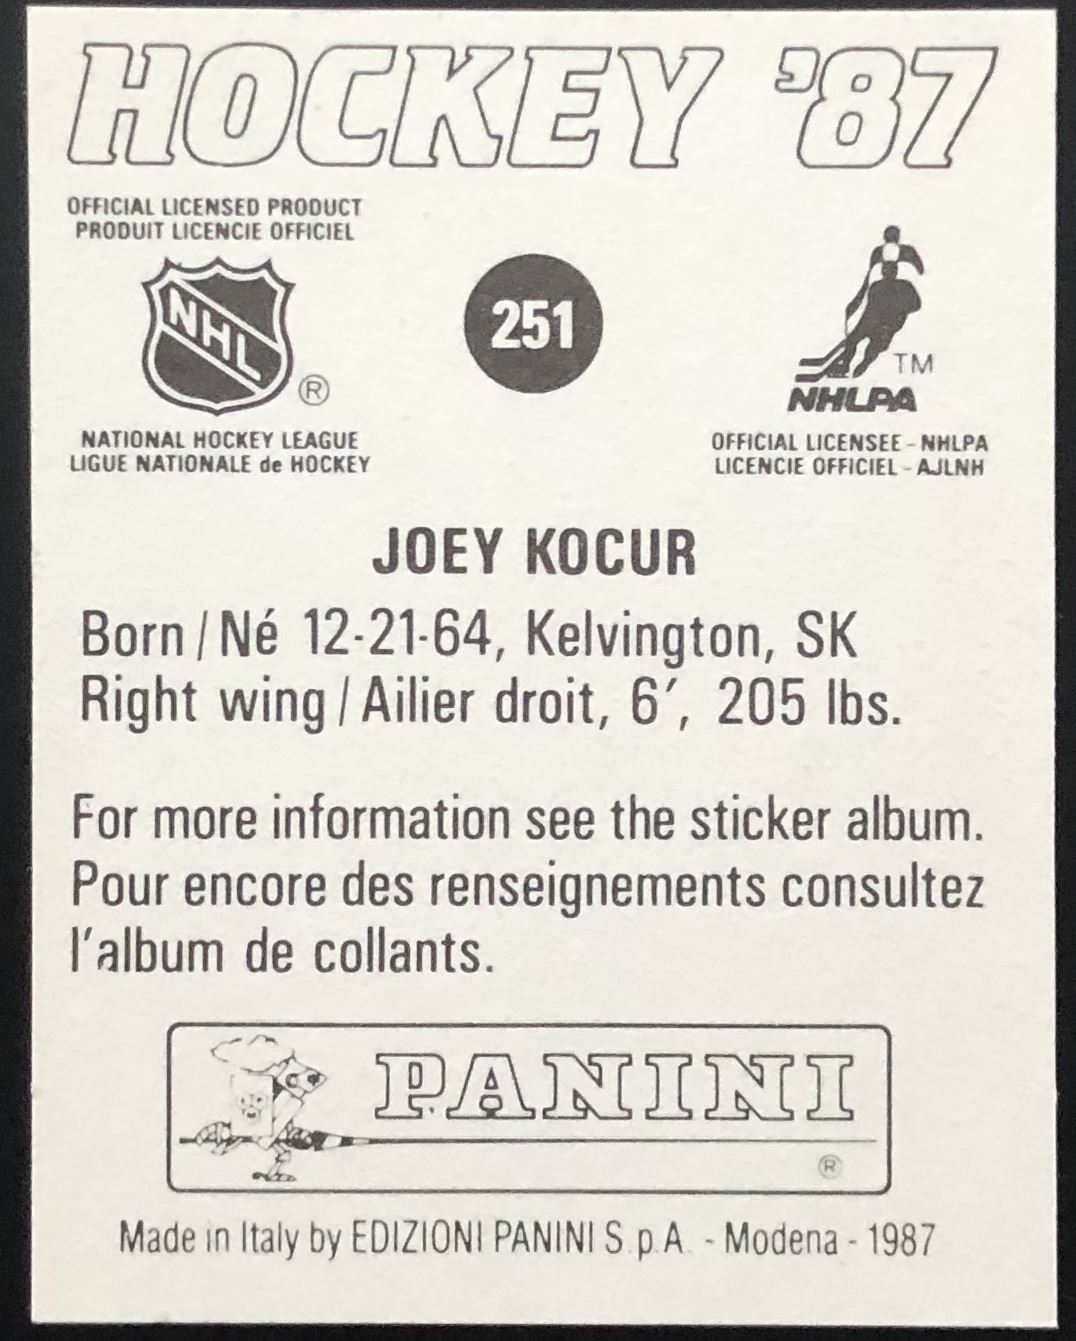 HOCKEY '87
OFFICIAL LICENSED PRODUCT
PRODUIT LICENCIE OFFICIEL
NHL
®
251
TM
NHLPA
NATIONAL HOCKEY LEAGUE
LIGUE NATIONALE de HOCKEY
OFFICIAL LICENSEE - NHLPA
LICENCIE OFFICIEL - AJLNH
JOEY KOCUR
Born / Né 12-21-64, Kelvington, SK
Right wing / Ailier droit, 6′, 205 lbs.
For more information see the sticker album.
Pour encore des renseignements consultez
l'album de collants.
PANINI
®
Made in Italy by EDIZIONI PANINI S.p.A. - Modena - 1987